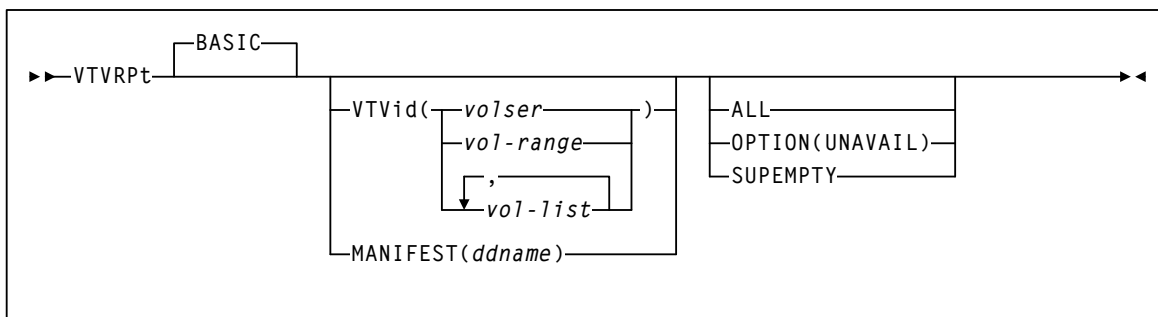 BASIC
VTVRPt
VTVid( volser )
vol-range
,
vol-list
MANIFEST(ddname)
ALL
OPTION(UNAVAIL)
SUPEMPTY